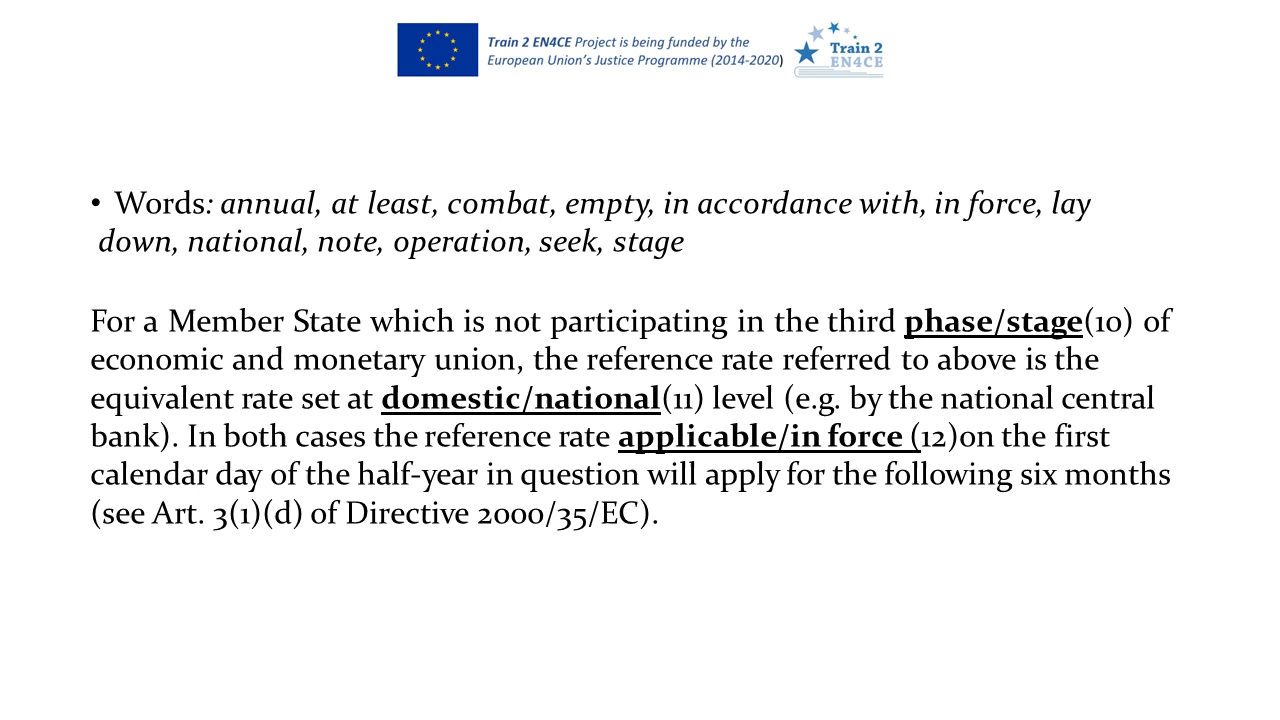 Train 2 EN4CE Project is being funded by the
European Union's Justice Programme (2014-2020)
Train 2
EN4CE
• Words: annual, at least, combat, empty, in accordance with, in force, lay
down, national, note, operation, seek, stage
For a Member State which is not participating in the third phase/stage(10) of
economic and monetary union, the reference rate referred to above is the
equivalent rate set at domestic/national(11) level (e.g. by the national central
bank). In both cases the reference rate applicable/in force (12)on the first
calendar day of the half-year in question will apply for the following six months
(see Art. 3(1)(d) of Directive 2000/35/EC).